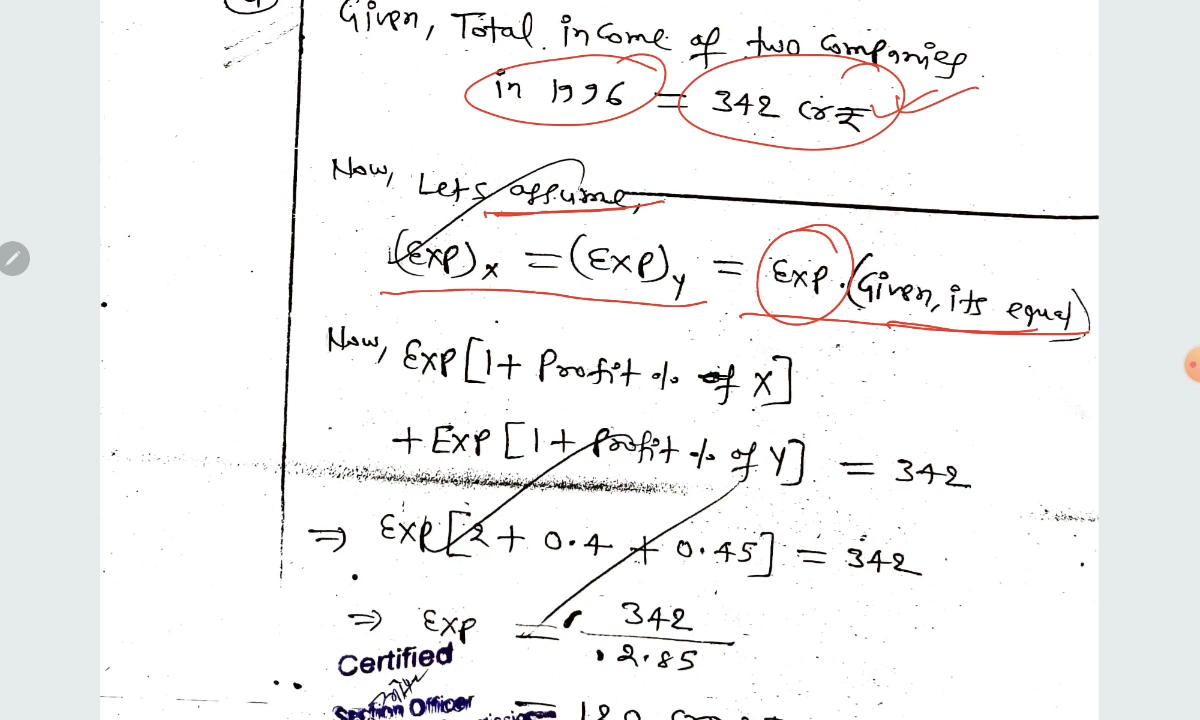 Given, Total income of two Companies
in 1996 = 342 cr ₹
Now, Lets assume,
(Exp)x = (Exp)y = Exp. (Given, its equal)
Now, Exp [1 + Profit % of X]
+ Exp [1 + Profit % of Y] = 342
⇒ Exp [2 + 0.4 + 0.45] = 342
⇒ Exp = 342 / 2.85
Certified
Section Officer